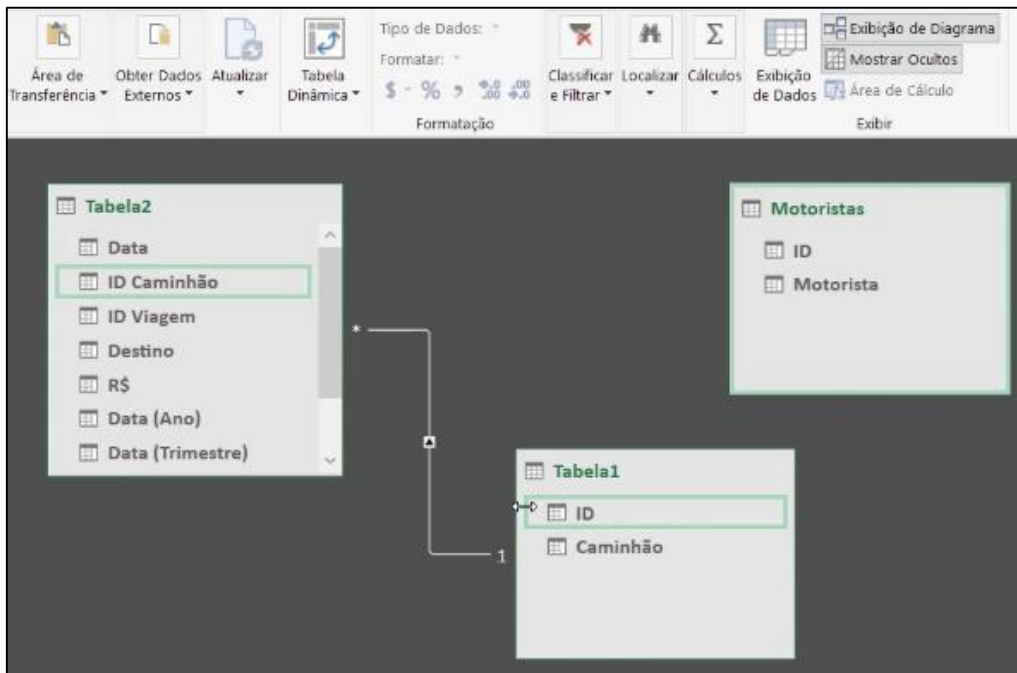 Área de Transferência
Obter Dados Externos
Atualizar
Tabela Dinâmica
Tipo de Dados:
Formatar:
$ - % , ,00 ,00
Formatação
Classificar e Filtrar
Localizar
Cálculos
Exibição de Dados
Exibição de Diagrama
Mostrar Ocultos
Área de Cálculo
Exibir
Tabela2
Data
ID Caminhão
ID Viagem
Destino
R$
Data (Ano)
Data (Trimestre)
*
1
Motoristas
ID
Motorista
Tabela1
ID
Caminhão